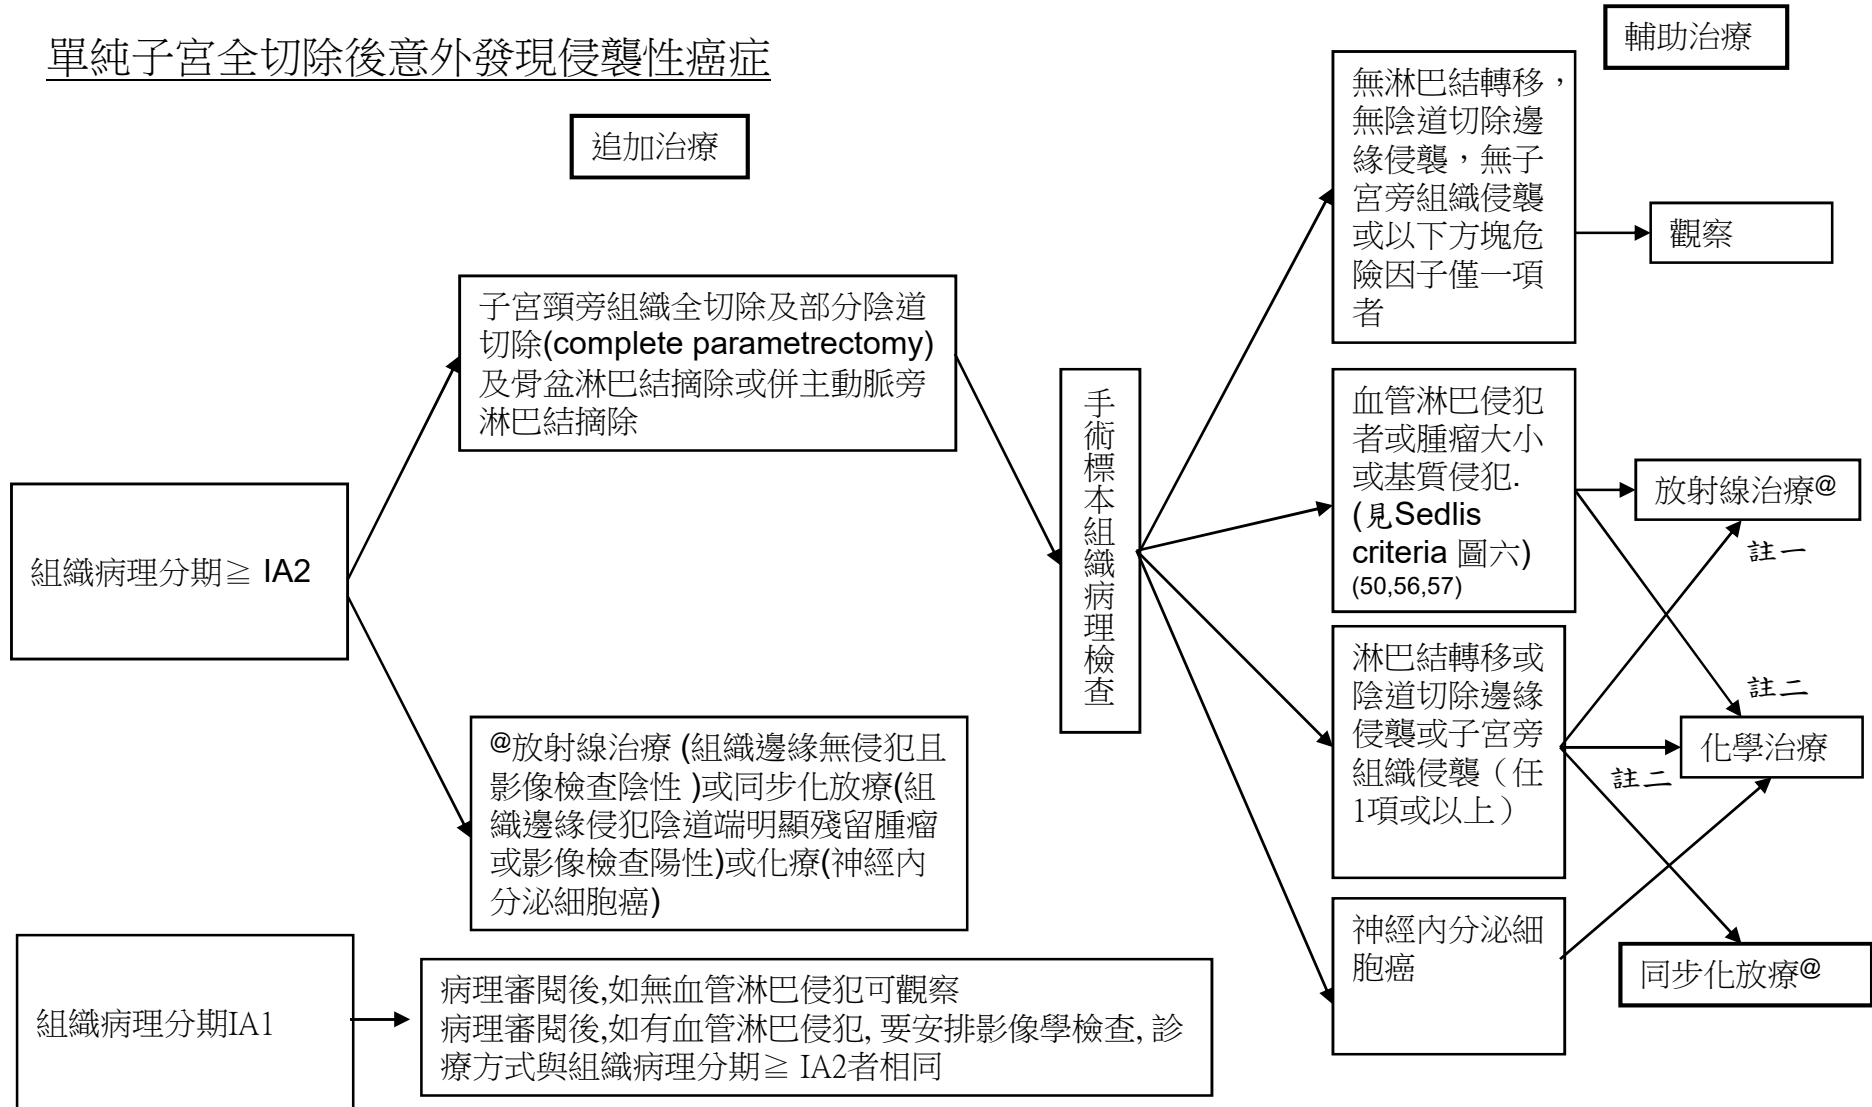 單純子宮全切除後意外發現侵襲性癌症
輔助治療
追加治療
組織病理分期≧ IA2
子宮頸旁組織全切除及部分陰道
切除(complete parametrectomy)
及骨盆淋巴結摘除或併主動脈旁
淋巴結摘除
@放射線治療 (組織邊緣無侵犯且
影像檢查陰性 )或同步化放療(組
織邊緣侵犯陰道端明顯殘留腫瘤
或影像檢查陽性)或化療(神經內
分泌細胞癌)
手術標本組織病理檢查
無淋巴結轉移，
無陰道切除邊
緣侵襲，無子
宮旁組織侵襲
或以下方塊危
險因子僅一項
者
觀察
血管淋巴侵犯
者或腫瘤大小
或基質侵犯.
(見Sedlis
criteria 圖六)
(50,56,57)
放射線治療@
註一
淋巴結轉移或
陰道切除邊緣
侵襲或子宮旁
組織侵襲（任
1項或以上）
註二
化學治療
註二
神經內分泌細
胞癌
同步化放療@
組織病理分期IA1
病理審閱後,如無血管淋巴侵犯可觀察
病理審閱後,如有血管淋巴侵犯, 要安排影像學檢查, 診
療方式與組織病理分期≧ IA2者相同